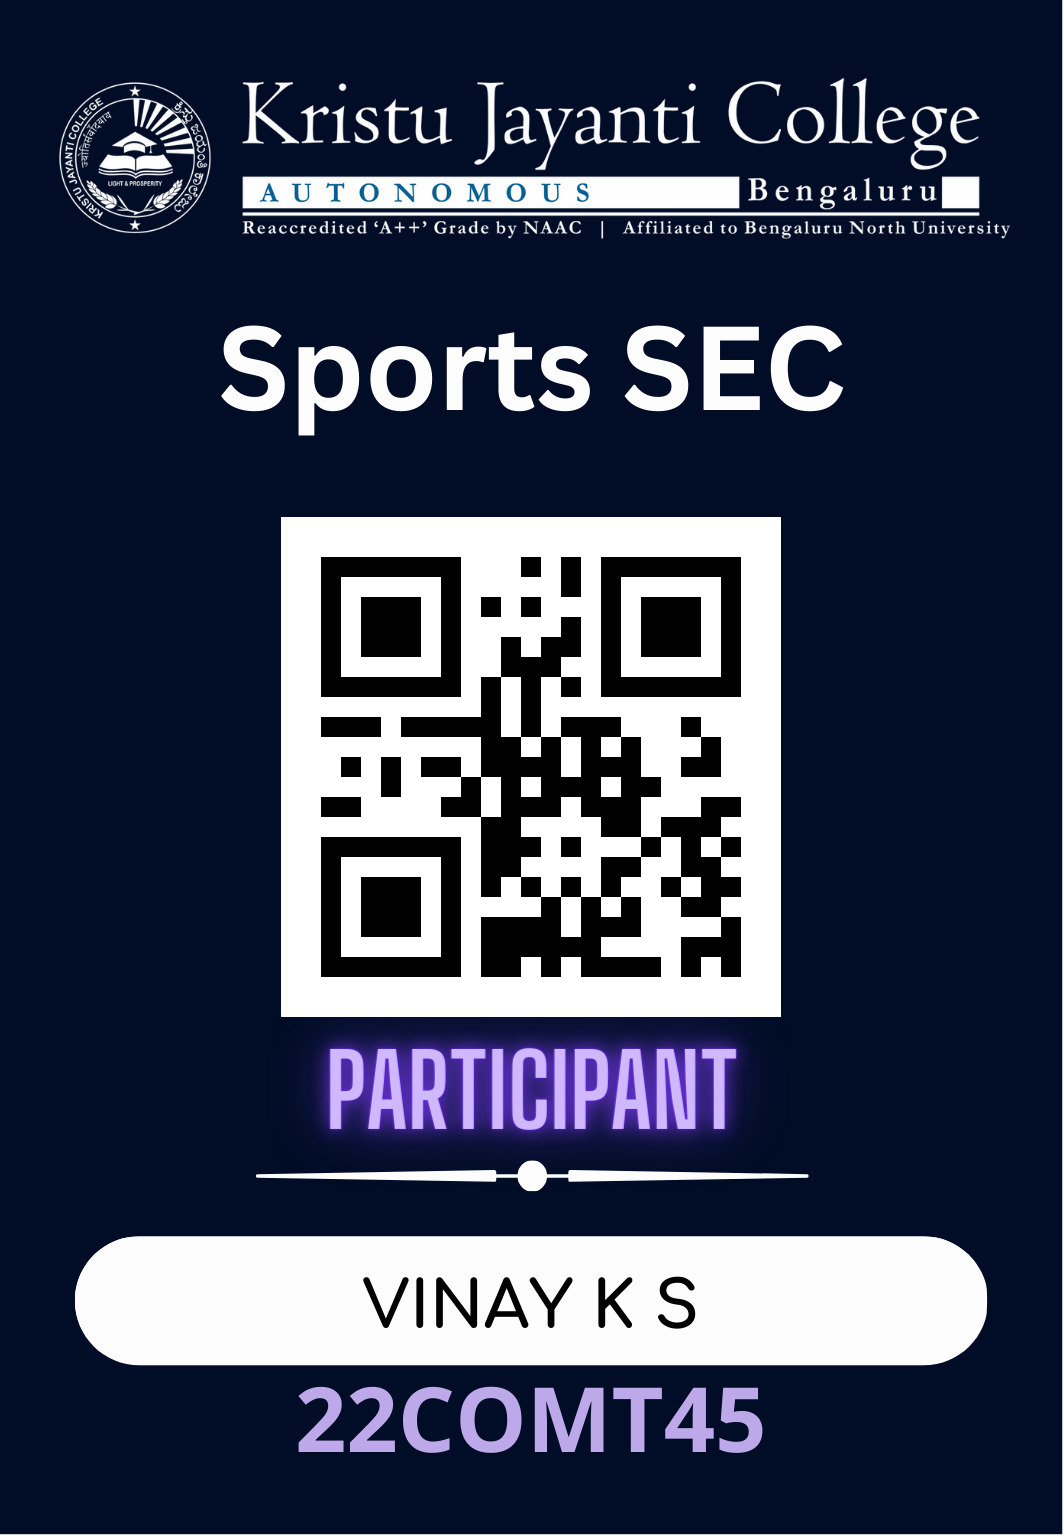 KRISTU JAYANTI COLLEGE
ಕ್ರಿಸ್ತು ಜಯಂತಿ ಕಾಲೇಜು
LIGHT & PROSPERITY
Kristu Jayanti College
AUTONOMOUS Bengaluru
Reaccredited ‘A++’ Grade by NAAC | Affiliated to Bengaluru North University
Sports SEC
PARTICIPANT
VINAY K S
22COMT45